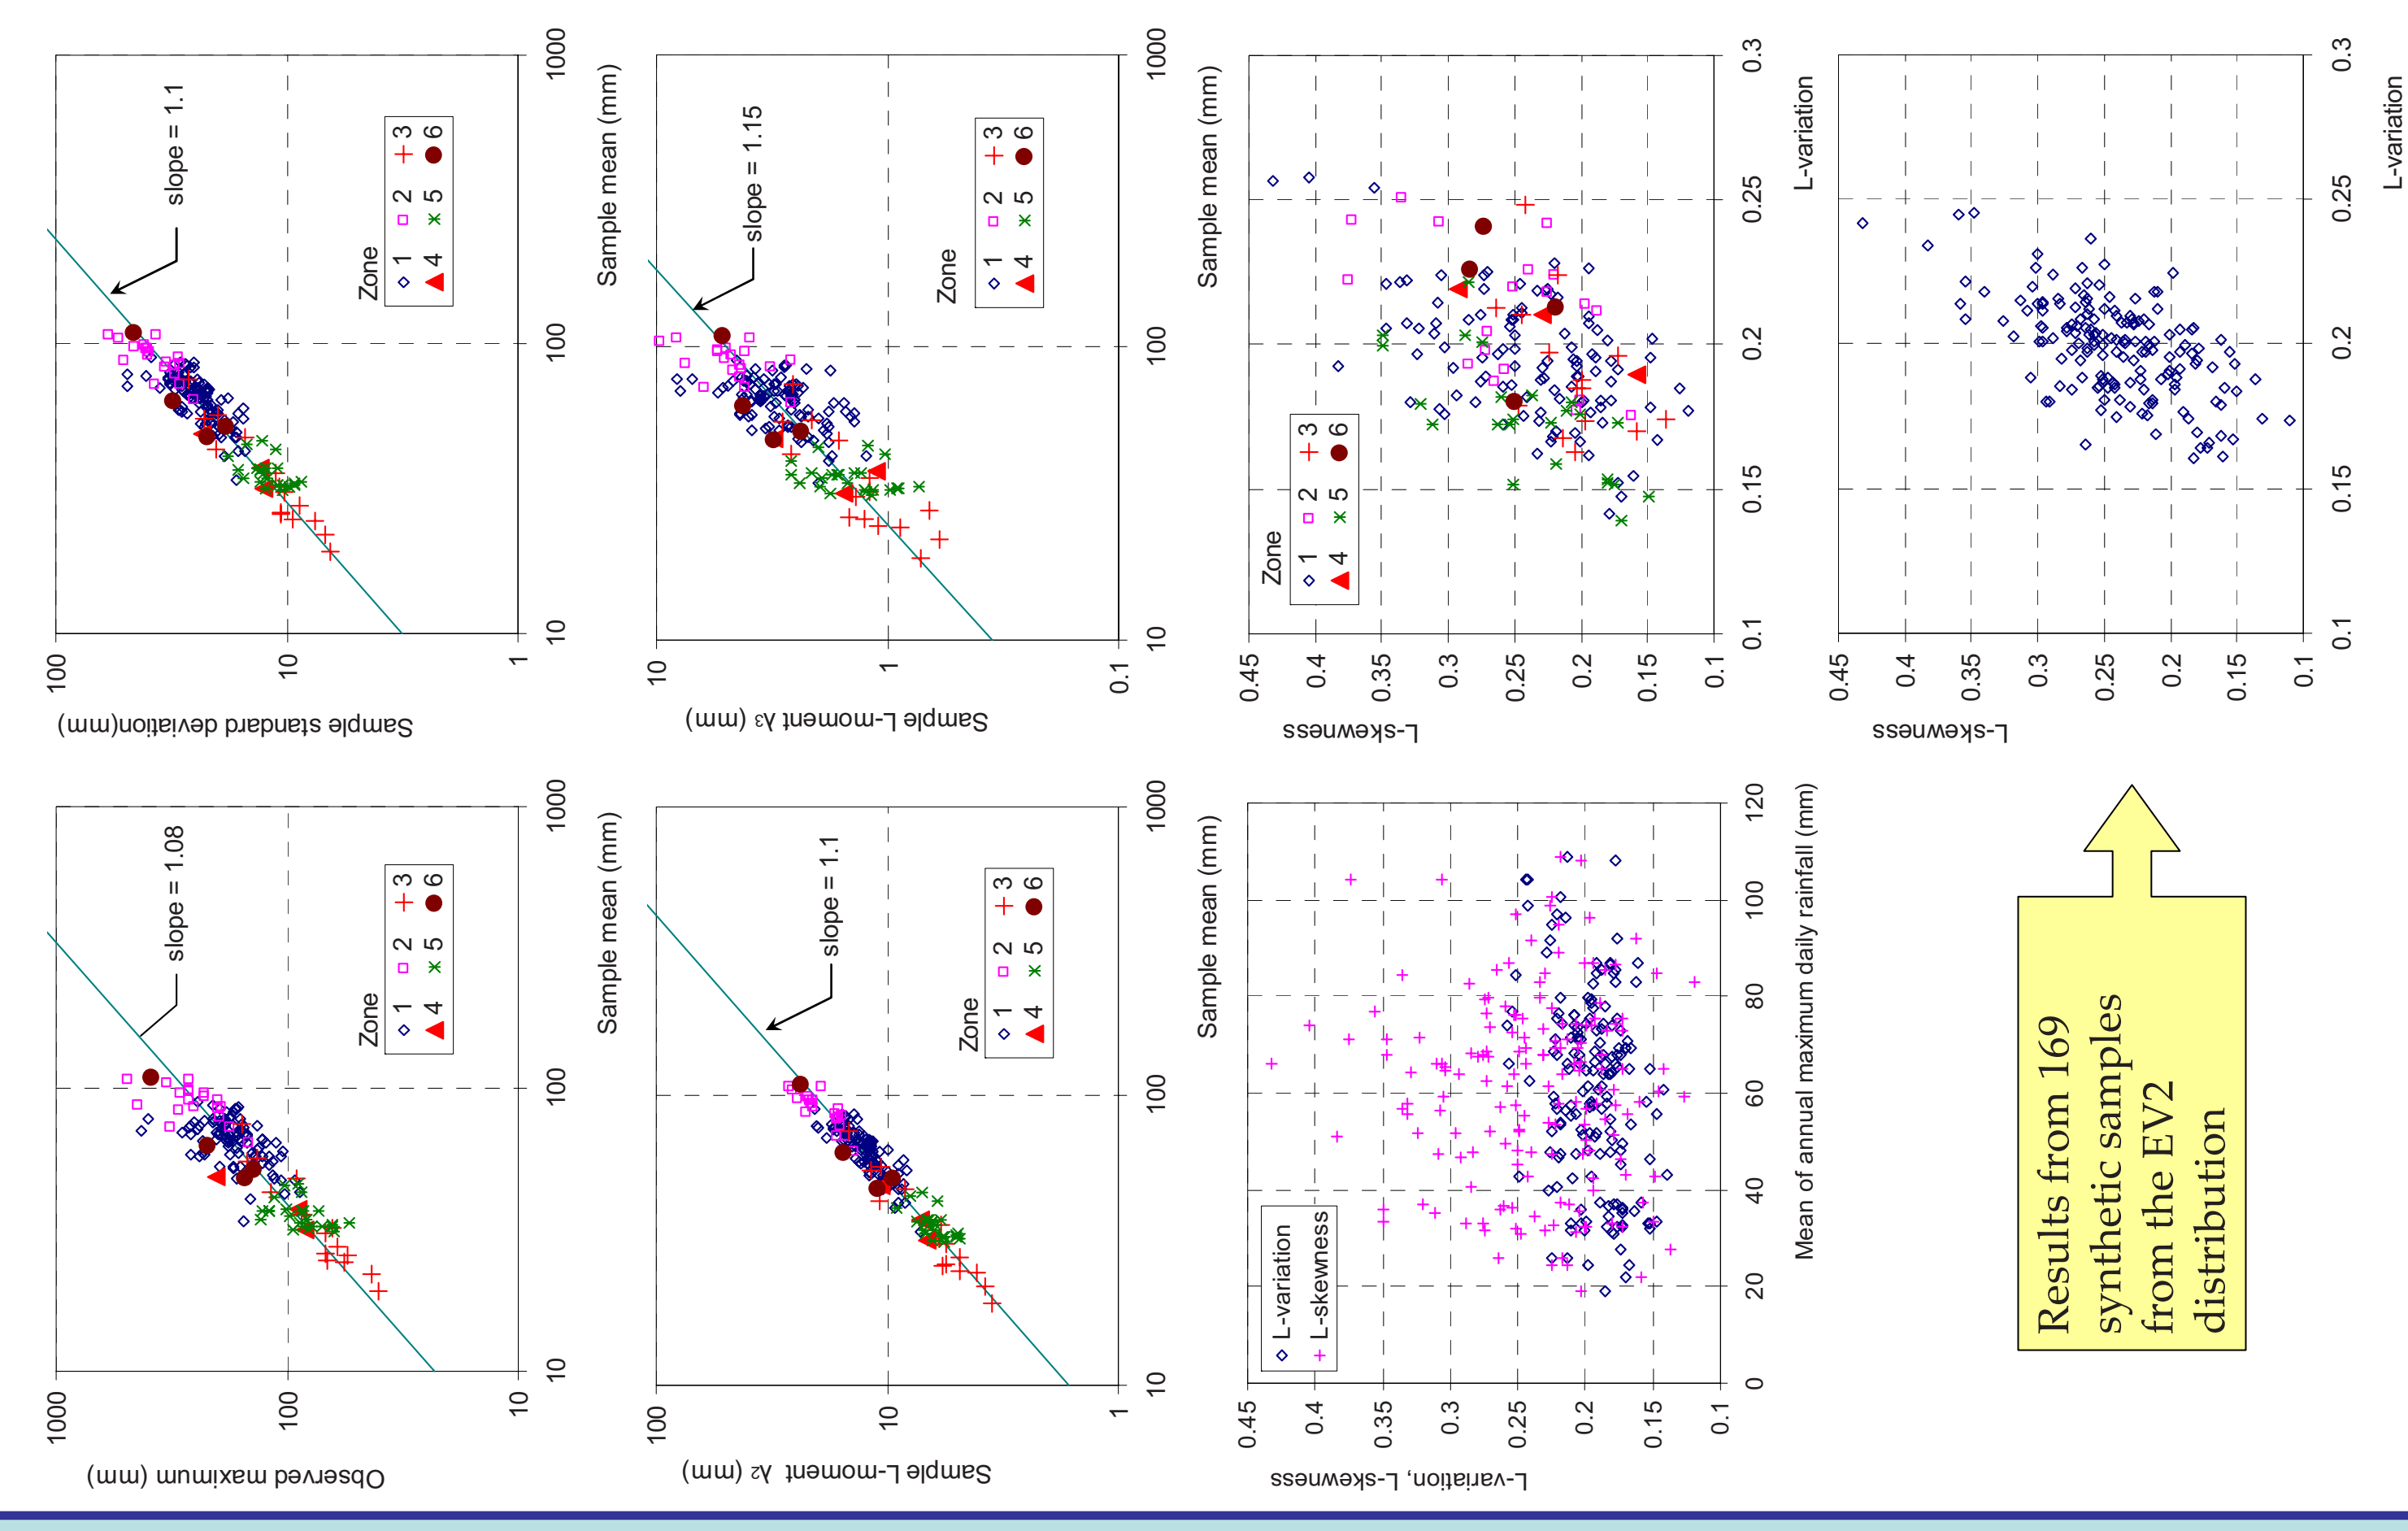 Observed maximum (mm)
1000
100
10
10
100
1000
Sample mean (mm)
slope = 1.08
Zone
1 2 3
4 5 6
Sample standard deviation(mm)
100
10
1
10
100
1000
Sample mean (mm)
slope = 1.1
Zone
1 2 3
4 5 6
Sample L-moment λ2 (mm)
100
10
1
10
100
1000
Sample mean (mm)
slope = 1.1
Zone
1 2 3
4 5 6
Sample L-moment λ3 (mm)
10
1
0.1
10
100
1000
Sample mean (mm)
slope = 1.15
Zone
1 2 3
4 5 6
L-variation, L-skewness
0.45
0.4
0.35
0.3
0.25
0.2
0.15
0.1
0
20
40
60
80
100
120
Mean of annual maximum daily rainfall (mm)
L-variation
L-skewness
L-skewness
0.45
0.4
0.35
0.3
0.25
0.2
0.15
0.1
0.1
0.15
0.2
0.25
0.3
L-variation
Zone
1 2 3
4 5 6
Results from 169
synthetic samples
from the EV2
distribution
L-skewness
0.45
0.4
0.35
0.3
0.25
0.2
0.15
0.1
0.1
0.15
0.2
0.25
0.3
L-variation